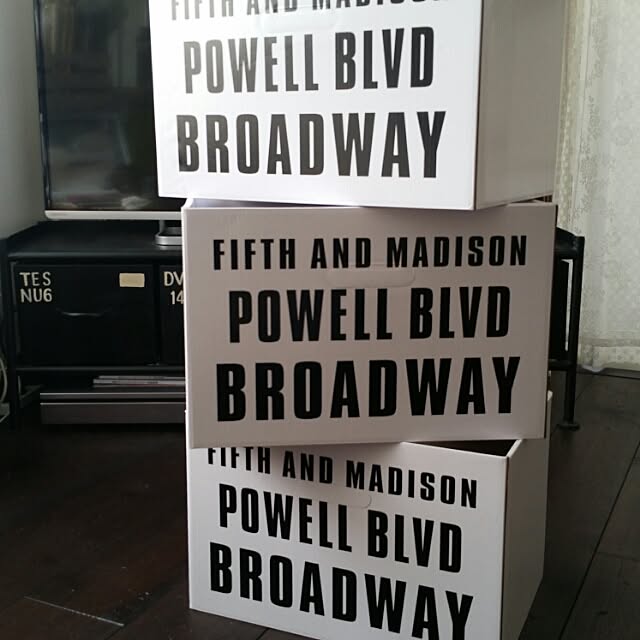 FIFTH AND MADISON
POWELL BLVD
BROADWAY
FIFTH AND MADISON
POWELL BLVD
BROADWAY
TES
NU6
DV
14
FIFTH AND MADISON
POWELL BLVD
BROADWAY